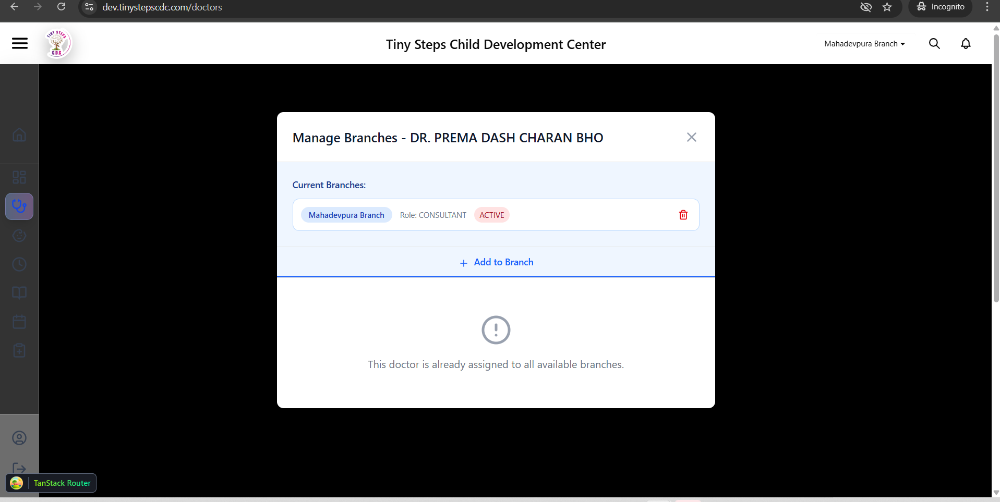 dev.tinystepscdc.com/doctors
Incognito
TINY STEPS
C.D.C
Tiny Steps Child Development Center
Mahadevpura Branch
Manage Branches - DR. PREMA DASH CHARAN BHO
Current Branches:
Mahadevpura Branch Role: CONSULTANT ACTIVE
Add to Branch
This doctor is already assigned to all available branches.
TanStack Router